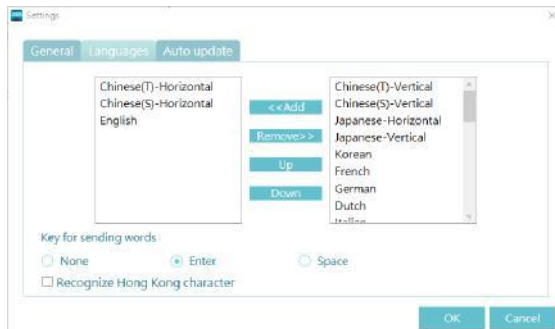 Settings
General Languages Auto update
Chinese(T)-Horizontal
Chinese(S)-Horizontal
English
<<Add
Remove>>
Up
Down
Chinese(T)-Vertical
Chinese(S)-Vertical
Japanese-Horizontal
Japanese-Vertical
Korean
French
German
Dutch
Key for sending words
None Enter Space
Recognize Hong Kong character
OK Cancel